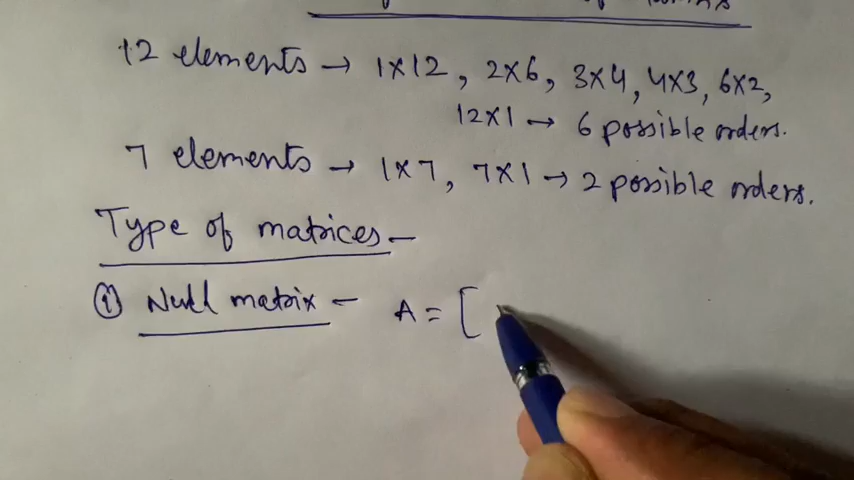 12 elements → 1×12, 2×6, 3×4, 4×3, 6×2,
12×1 → 6 possible orders.
7 elements → 1×7, 7×1 → 2 possible orders.
Type of matrices –
① Null matrix – A = [